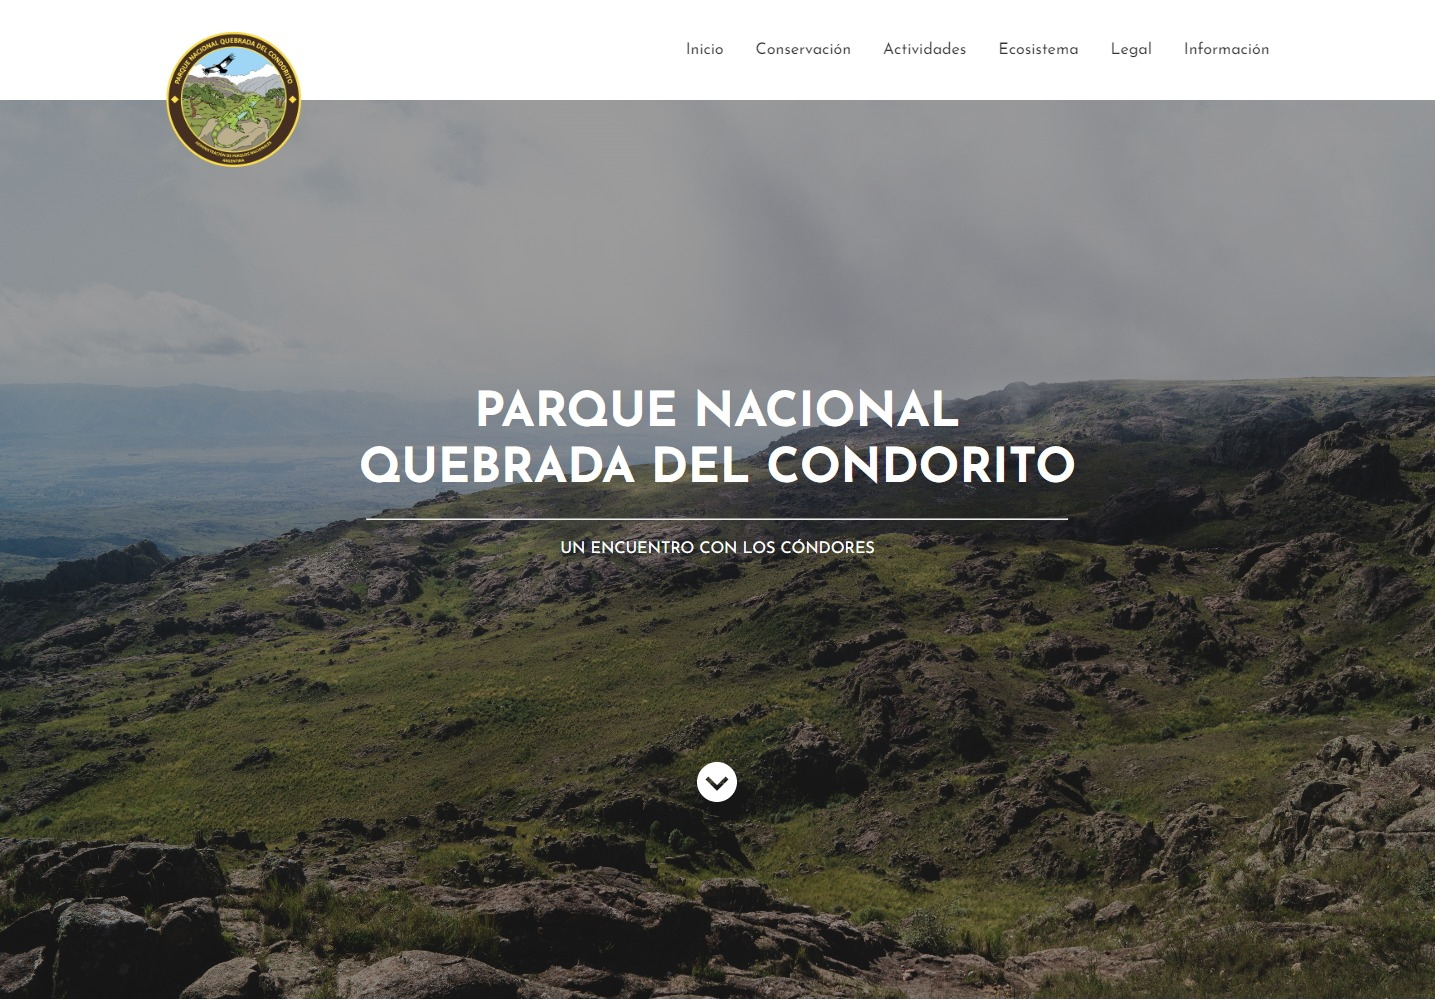 PARQUE NACIONAL QUEBRADA DEL CONDORITO
ADMINISTRACIÓN DE PARQUES NACIONALES
ARGENTINA
Inicio Conservación Actividades Ecosistema Legal Información
PARQUE NACIONAL
QUEBRADA DEL CONDORITO
UN ENCUENTRO CON LOS CÓNDORES